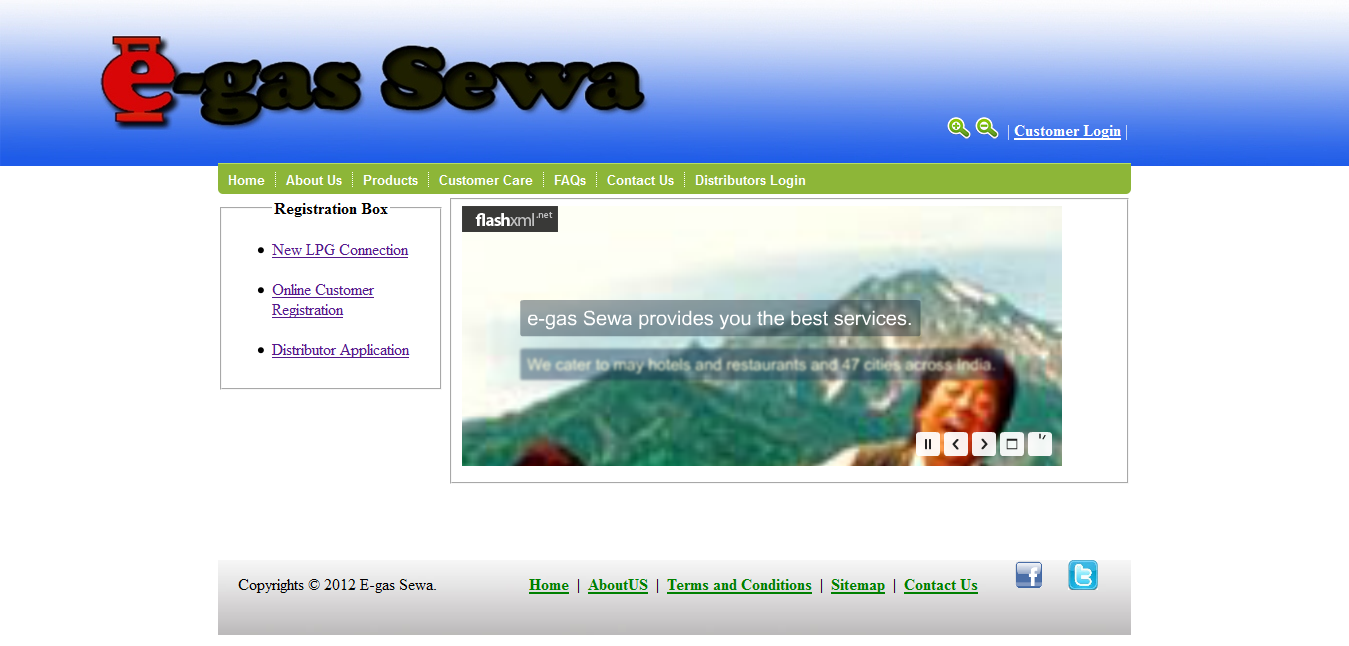 e-gas Sewa
| Customer Login |
Home About Us Products Customer Care FAQs Contact Us Distributors Login
Registration Box
New LPG Connection
Online Customer
Registration
Distributor Application
flashxml.net
e-gas Sewa provides you the best services.
We cater to may hotels and restaurants and 47 cities across India.
Copyrights © 2012 E-gas Sewa.
Home | AboutUS | Terms and Conditions | Sitemap | Contact Us